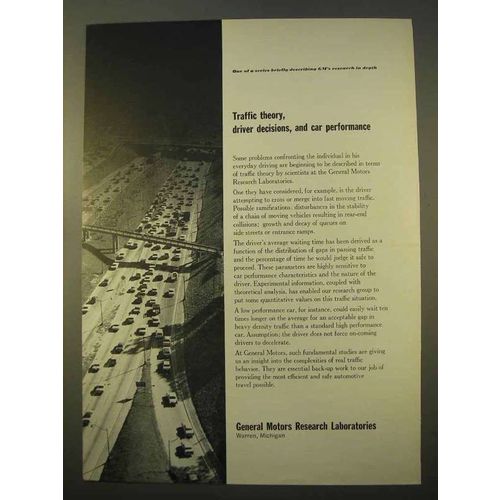 One of a series briefly describing GM's research in depth
Traffic theory,
driver decisions, and car performance
Some problems confronting the individual in his
everyday driving are beginning to be described in terms
of traffic theory by scientists at the General Motors
Research Laboratories.
One they have considered, for example, is the driver
attempting to cross or merge into fast moving traffic.
Possible ramifications: disturbances in the stability
of a chain of moving vehicles resulting in rear-end
collisions; growth and decay of queues on
side streets or entrance ramps.
The driver's average waiting time has been derived as a
function of the distribution of gaps in passing traffic
and the percentage of time he would judge it safe to
proceed. These parameters are highly sensitive to
car performance characteristics and the nature of the
driver. Experimental information, coupled with
theoretical analysis, has enabled our research group to
put some quantitative values on this traffic situation.
A low performance car, for instance, could easily wait ten
times longer on the average for an acceptable gap in
heavy density traffic than a standard high performance
car. Assumption: the driver does not force on-coming
drivers to decelerate.
At General Motors, such fundamental studies are giving
us an insight into the complexities of real traffic
behavior. They are essential back-up work to our job of
providing the most efficient and safe automotive
travel possible.
General Motors Research Laboratories
Warren, Michigan